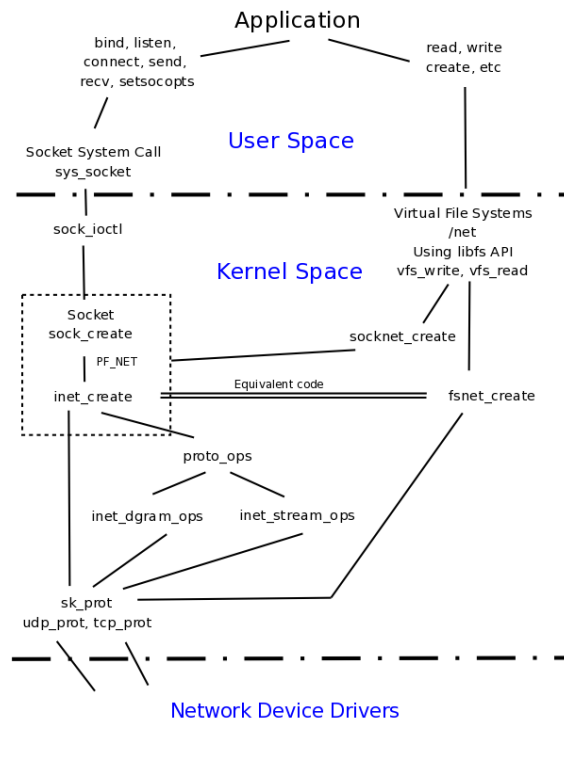 Application
bind, listen,
connect, send,
recv, setsocopts
read, write
create, etc
User Space
Socket System Call
sys_socket
sock_ioctl
Virtual File Systems
/net
Using libfs API
vfs_write, vfs_read
Kernel Space
Socket
sock_create
PF_NET
inet_create
socknet_create
Equivalent code
fsnet_create
proto_ops
inet_dgram_ops
inet_stream_ops
sk_prot
udp_prot, tcp_prot
Network Device Drivers